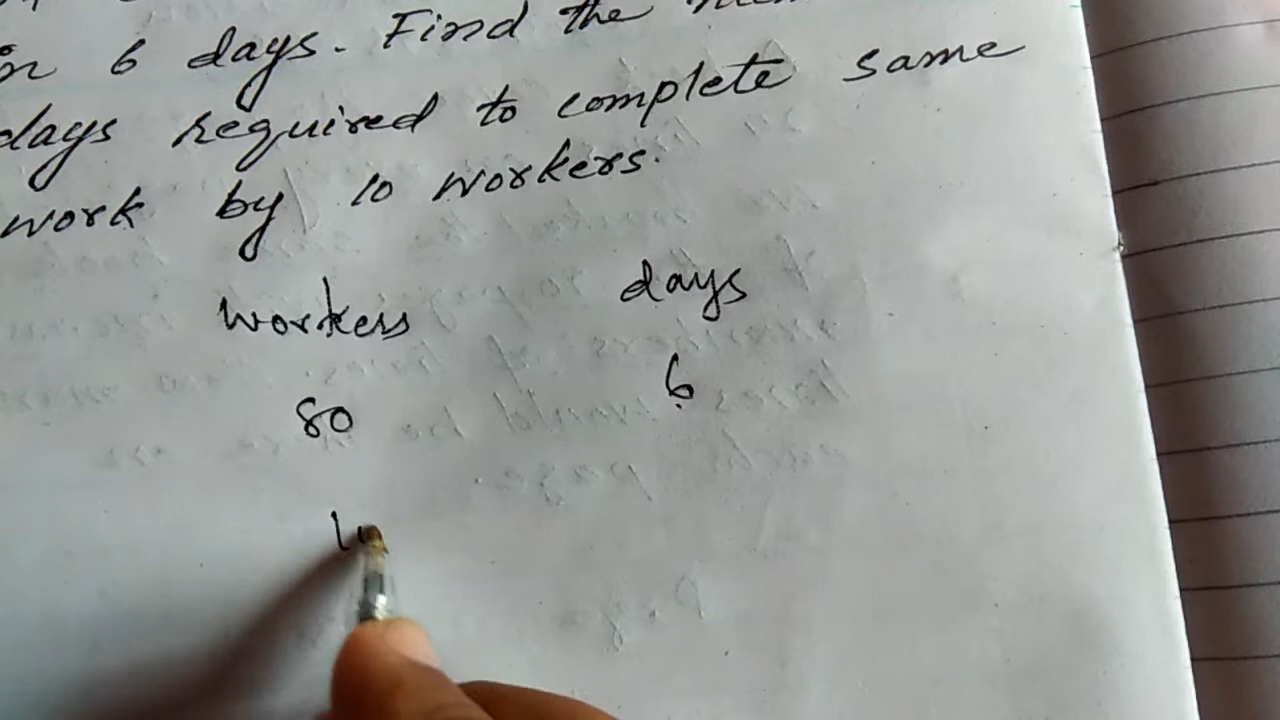 in 6 days. Find the
days required to complete same
work by 10 workers.
workers days
80 6